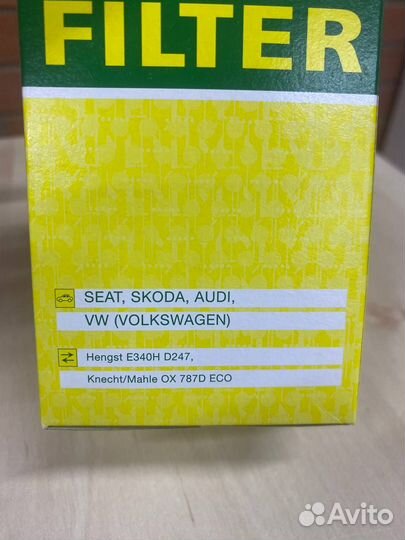 FILTER
SEAT, SKODA, AUDI,
VW (VOLKSWAGEN)
Hengst E340H D247,
Knecht/Mahle OX 787D ECO
Avito